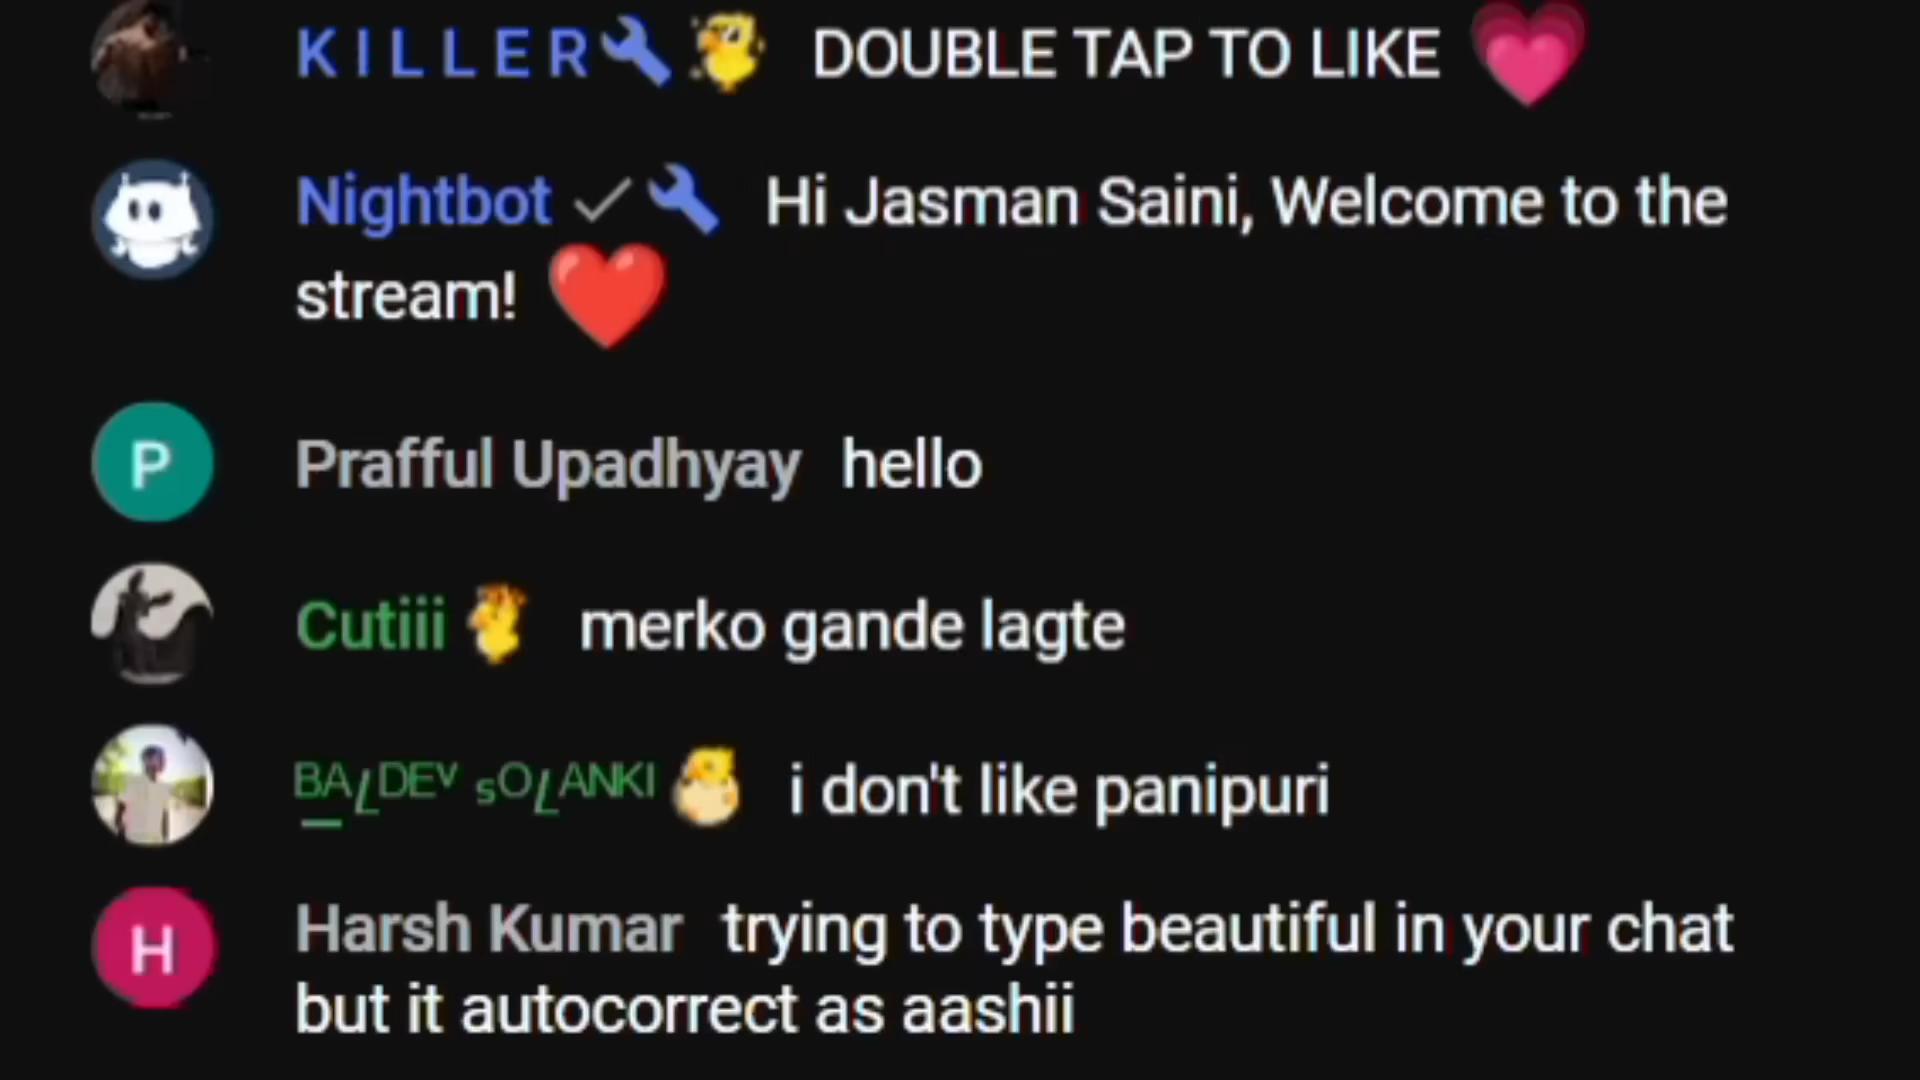 K I L L E R DOUBLE TAP TO LIKE
Nightbot Hi Jasman Saini, Welcome to the
stream!
P Prafful Upadhyay hello
Cutiii merko gande lagte
BALDEV SOLANKI i don't like panipuri
H Harsh Kumar trying to type beautiful in your chat
but it autocorrect as aashii